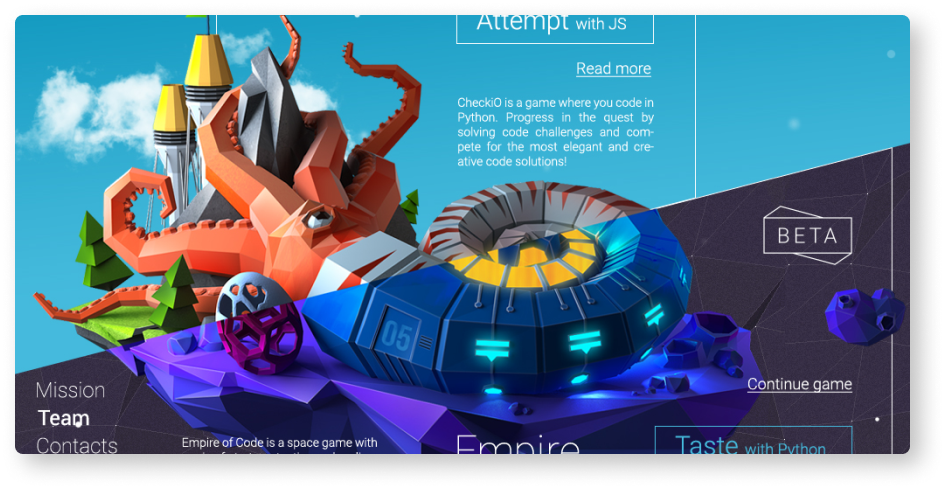 Attempt with JS
Read more
CheckiO is a game where you code in
Python. Progress in the quest by
solving code challenges and com-
pete for the most elegant and cre-
ative code solutions!
BETA
05
Continue game
Mission
Team
Contacts
Empire of Code is a space game with
Empire
Taste with Python